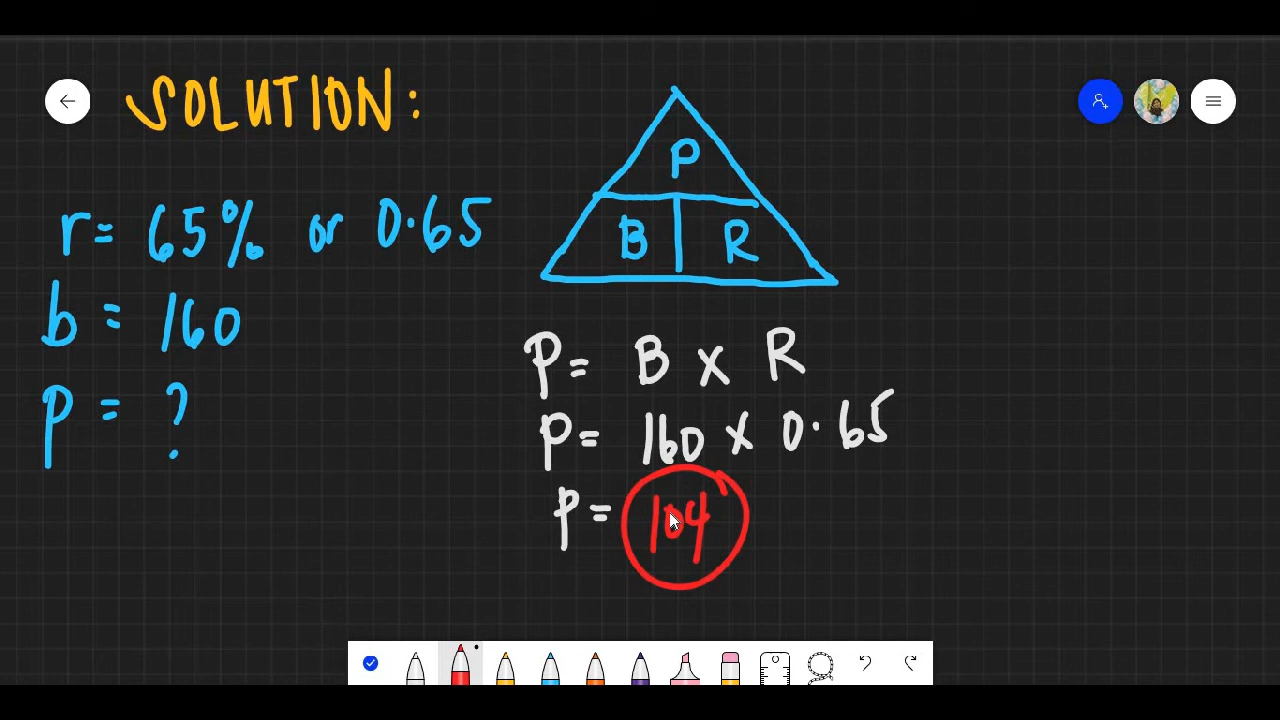 SOLUTION:
r = 65% or 0.65
b = 160
p = ?
P
B R
P = B x R
P = 160 x 0.65
P = 104